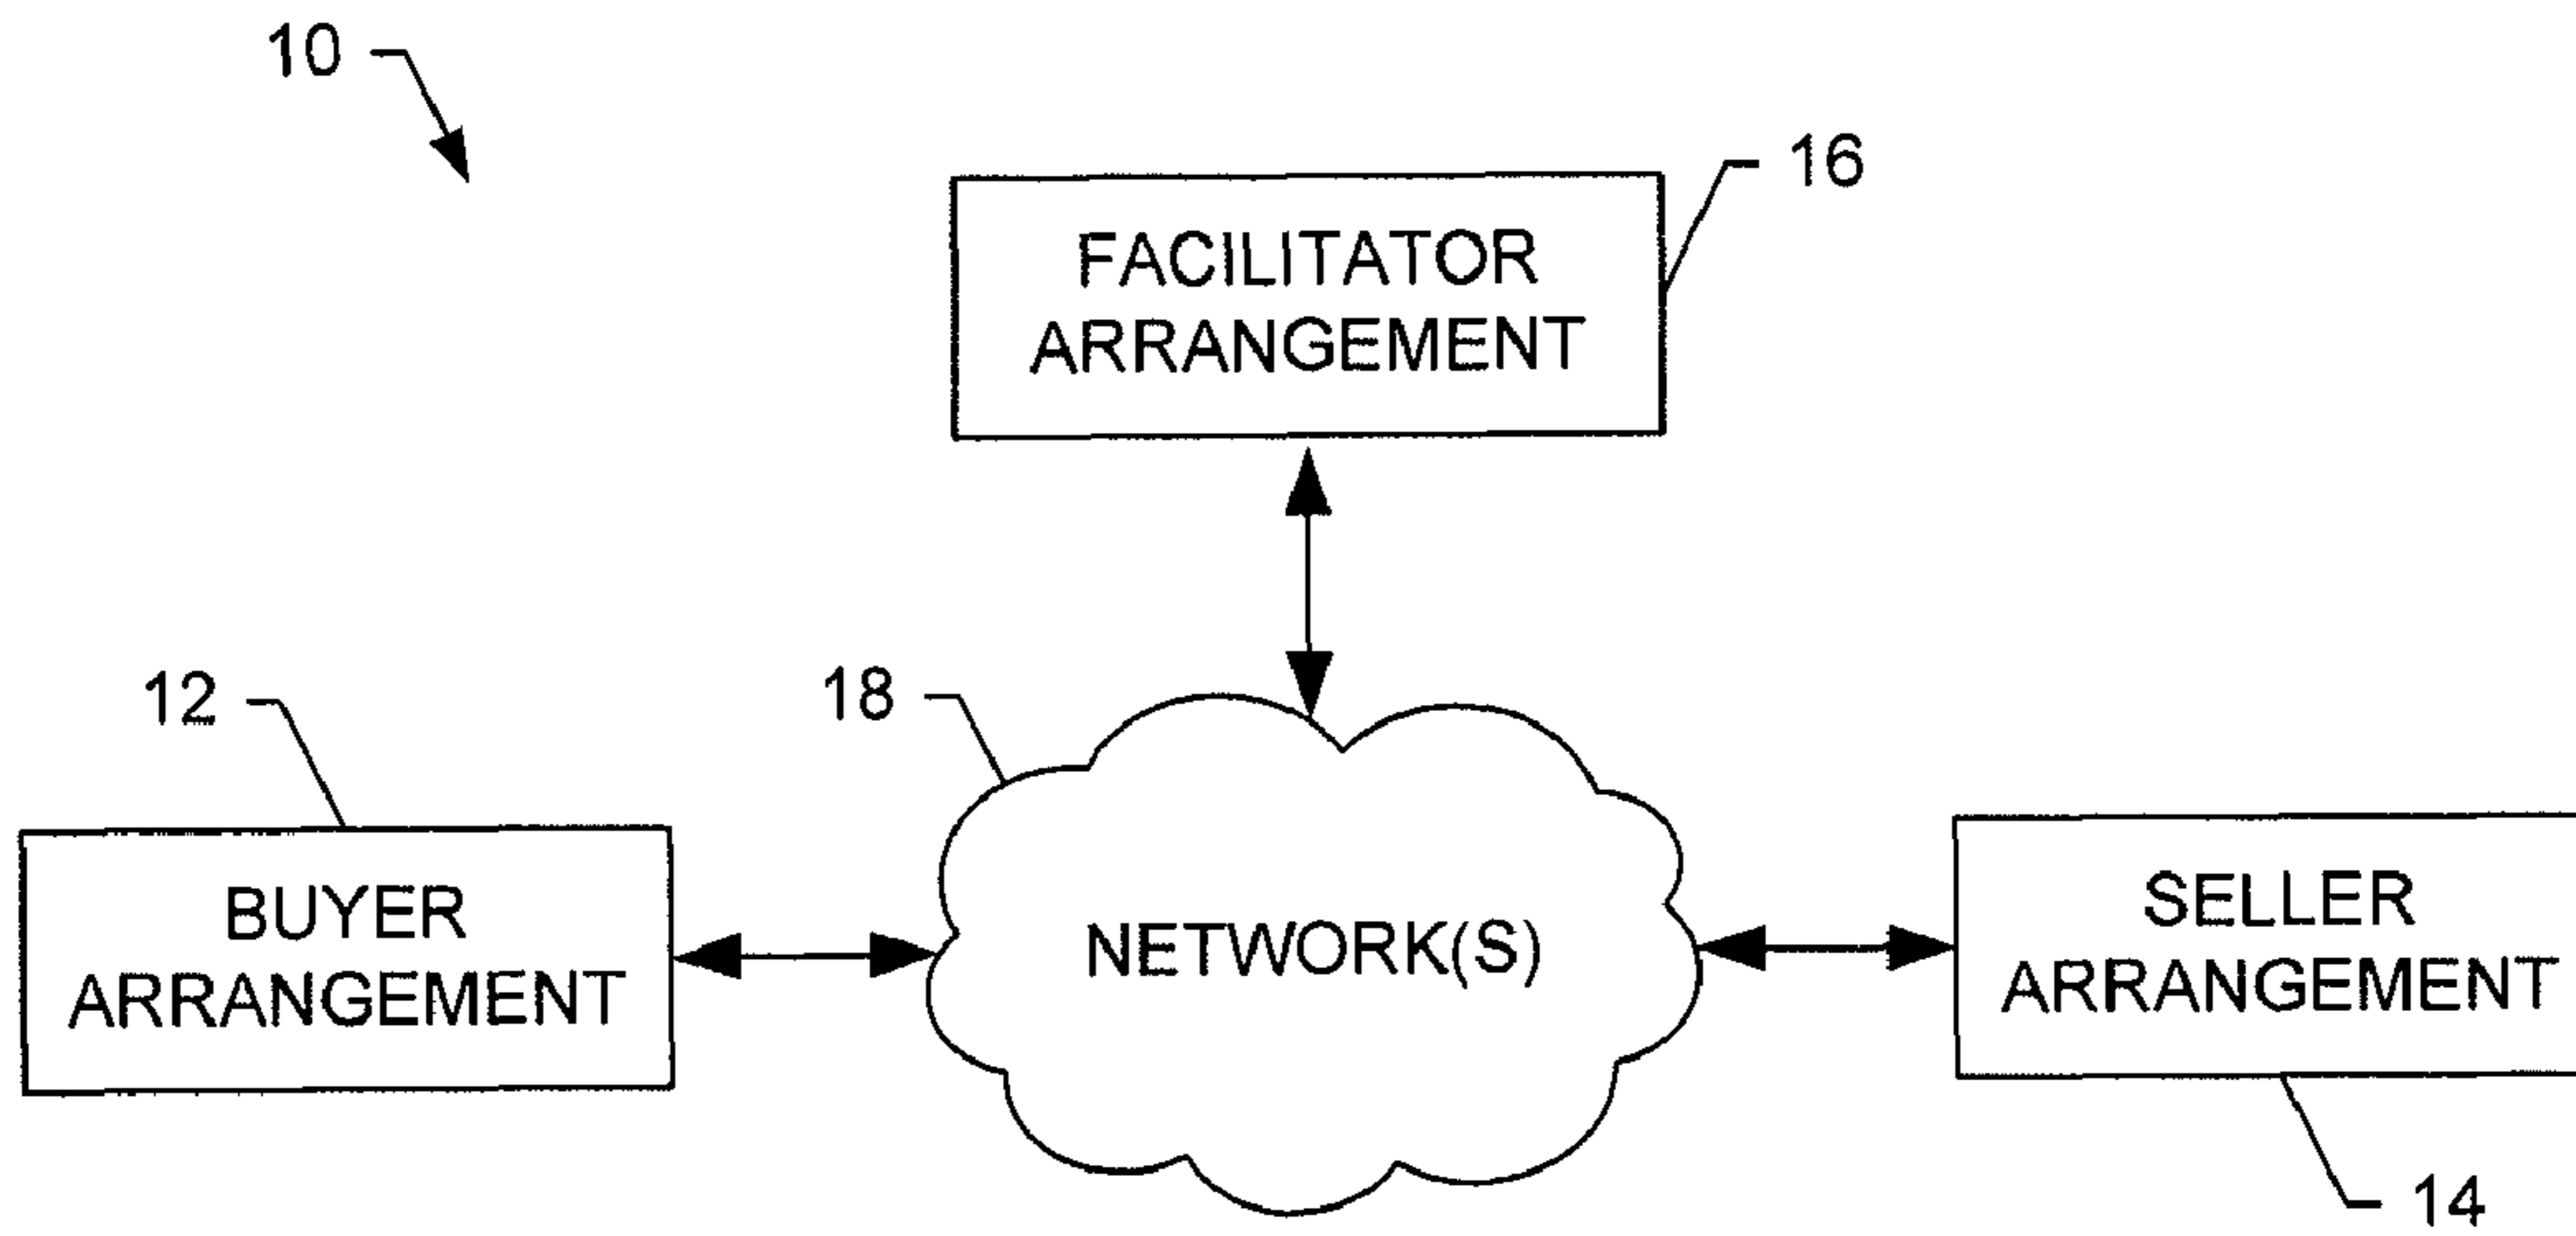 10
16
FACILITATOR
ARRANGEMENT
12
18
BUYER
ARRANGEMENT
NETWORK(S)
SELLER
ARRANGEMENT
14